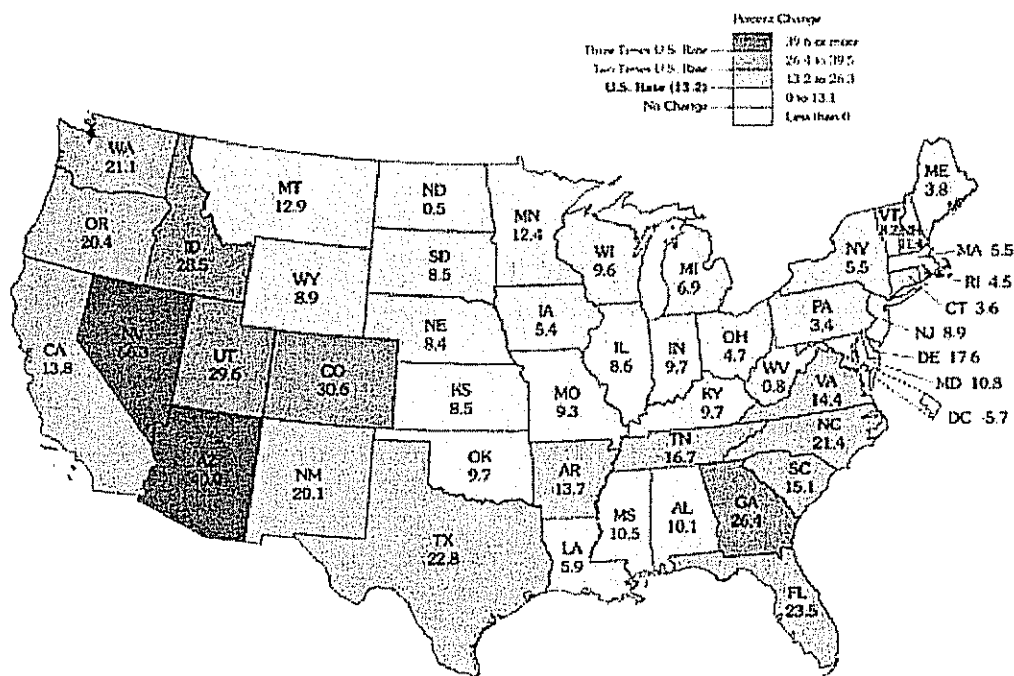 Percent Change
Three Times U.S. Rate
39.6 or more
Two Times U.S. Rate
26.4 to 39.5
U.S. Rate (13.2)
13.2 to 26.3
No Change
0 to 13.1
Less than 0
WA
21.1
OR
20.4
CA
13.8
ID
28.5
NV
66.3
UT
29.6
AZ
MT
12.9
WY
8.9
CO
30.6
NM
20.1
ND
0.5
SD
8.5
NE
8.4
KS
8.5
OK
9.7
TX
22.8
MN
12.4
IA
5.4
MO
9.3
AR
13.7
LA
5.9
WI
9.6
IL
8.6
MI
6.9
IN
9.7
OH
4.7
KY
9.7
TN
16.7
MS
10.5
AL
10.1
GA
26.4
FL
23.5
SC
15.1
NC
21.4
VA
14.4
WV
0.8
PA
3.4
NY
5.5
VT
NH
ME
3.8
MA 5.5
RI 4.5
CT 3.6
NJ 8.9
DE 17.6
MD 10.8
DC -5.7